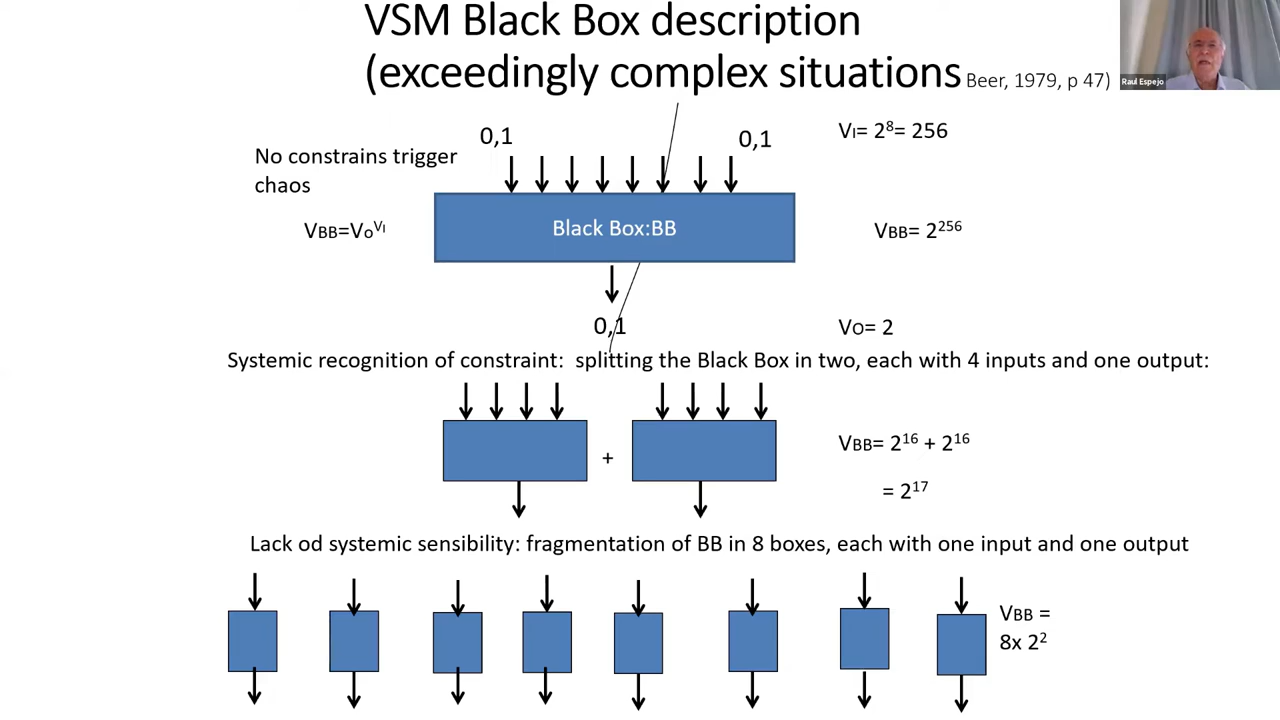 VSM Black Box description
(exceedingly complex situations Beer, 1979, p 47)
Raul Espejo
0,1
0,1
VI= 2⁸= 256
No constrains trigger
chaos
VBB=VO^VI
Black Box:BB
VBB= 2²⁵⁶
0,1
VO= 2
Systemic recognition of constraint: splitting the Black Box in two, each with 4 inputs and one output:
+
VBB= 2¹⁶ + 2¹⁶
= 2¹⁷
Lack od systemic sensibility: fragmentation of BB in 8 boxes, each with one input and one output
VBB =
8x 2²